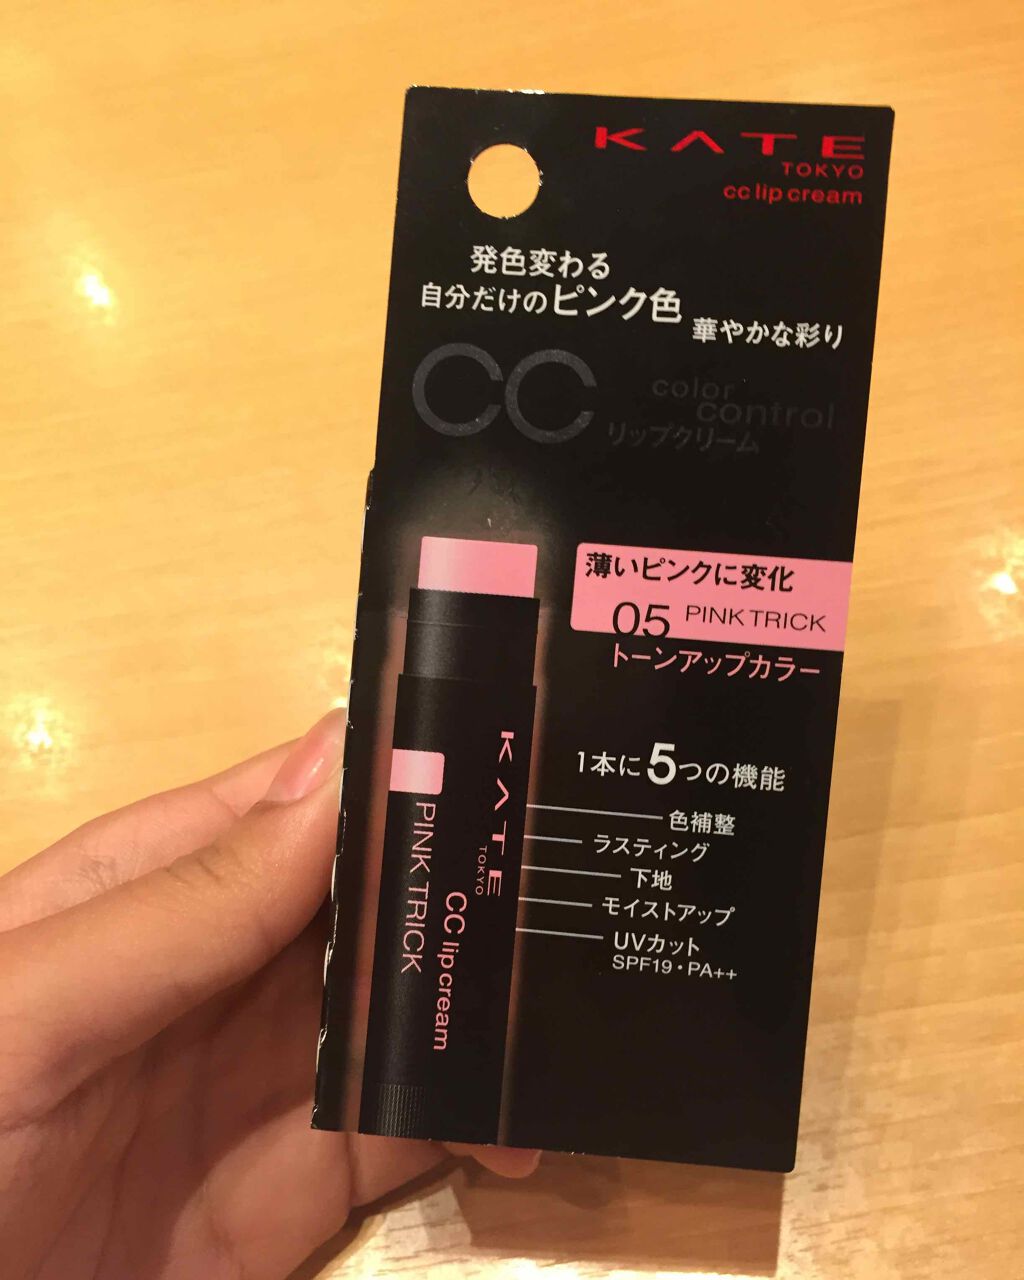 KATE
TOKYO
cc lip cream
発色変わる
自分だけのピンク色
華やかな彩り
CC
color
control
リップクリーム
薄いピンクに変化
05 PINK TRICK
トーンアップカラー
1本に5つの機能
色補整
ラスティング
下地
モイストアップ
UVカット
SPF19・PA++
KATE
TOKYO
CC lip cream
PINK TRICK